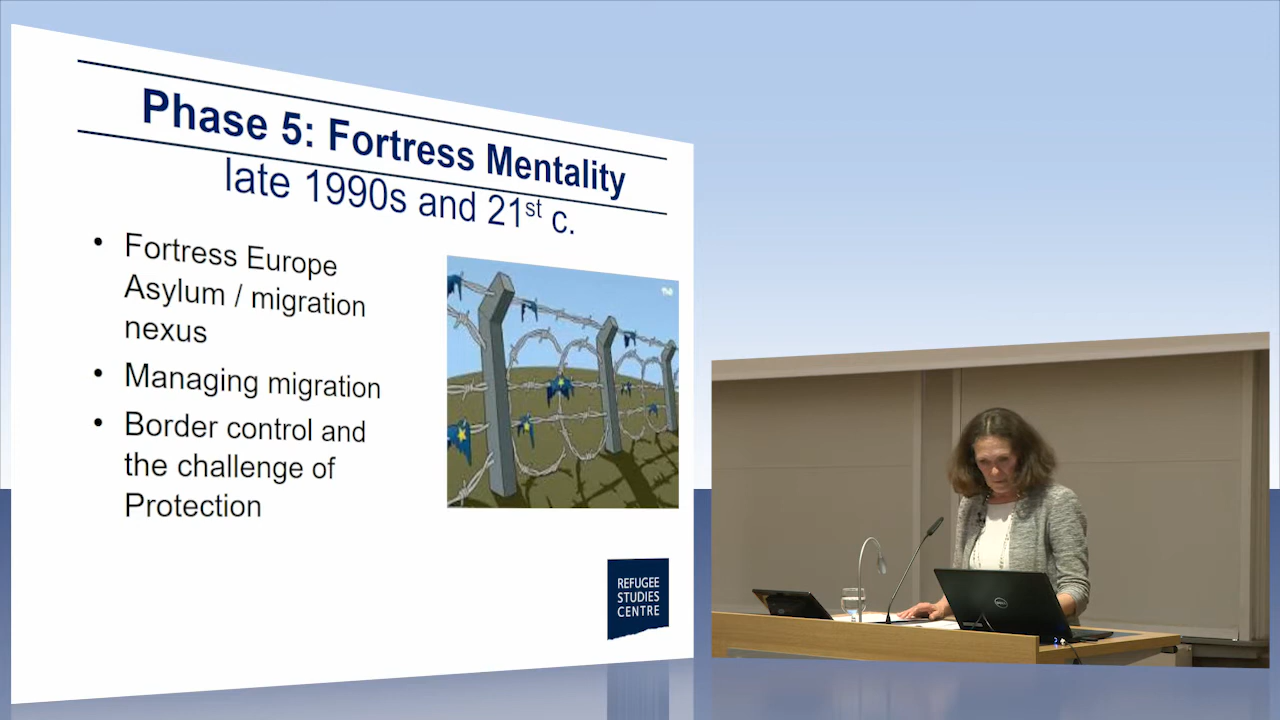 Phase 5: Fortress Mentality
late 1990s and 21st c.
• Fortress Europe
Asylum / migration
nexus
• Managing migration
• Border control and
the challenge of
Protection
REFUGEE
STUDIES
CENTRE
DELL